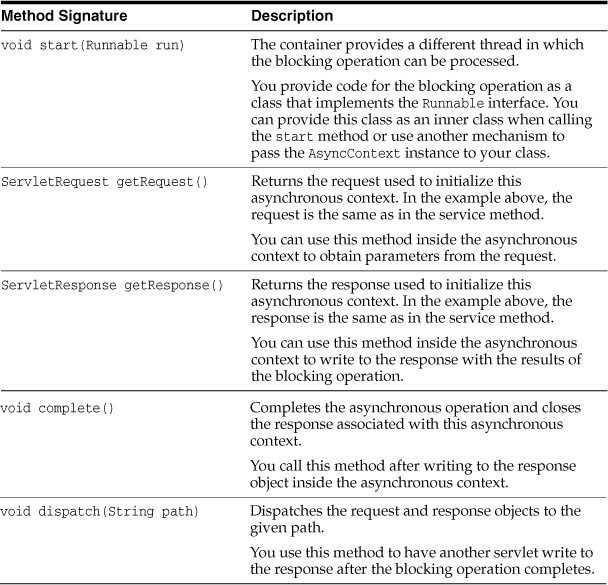 Method Signature Description
void start(Runnable run) The container provides a different thread in which
the blocking operation can be processed.
You provide code for the blocking operation as a
class that implements the Runnable interface. You
can provide this class as an inner class when calling
the start method or use another mechanism to
pass the AsyncContext instance to your class.
ServletRequest getRequest() Returns the request used to initialize this
asynchronous context. In the example above, the
request is the same as in the service method.
You can use this method inside the asynchronous
context to obtain parameters from the request.
ServletResponse getResponse() Returns the response used to initialize this
asynchronous context. In the example above, the
response is the same as in the service method.
You can use this method inside the asynchronous
context to write to the response with the results of
the blocking operation.
void complete() Completes the asynchronous operation and closes
the response associated with this asynchronous
context.
You call this method after writing to the response
object inside the asynchronous context.
void dispatch(String path) Dispatches the request and response objects to the
given path.
You use this method to have another servlet write to
the response after the blocking operation completes.